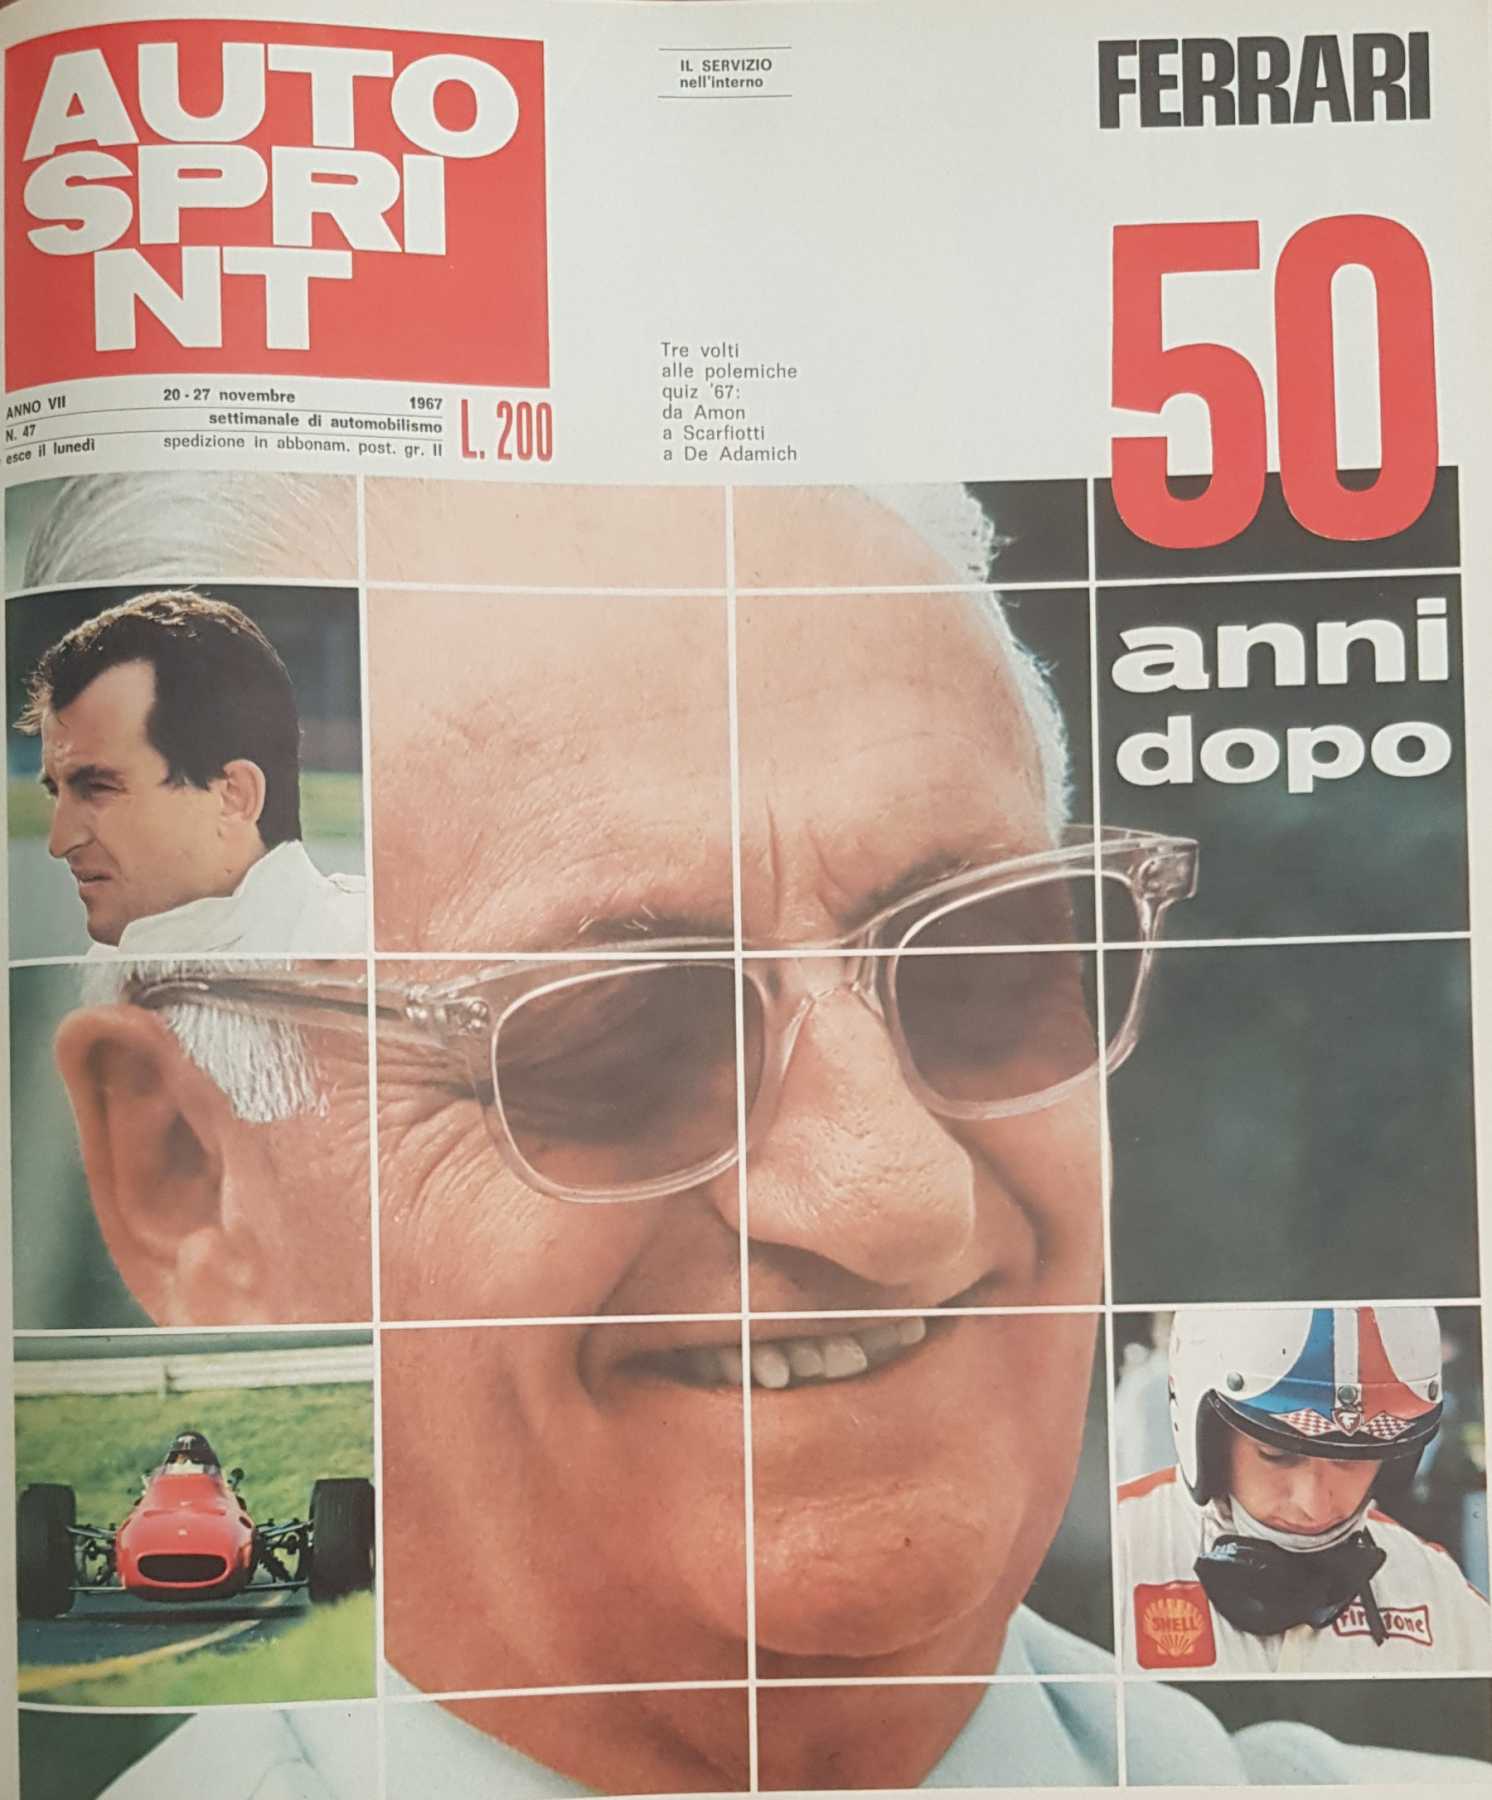 AUTO
SPRI
NT
ANNO VII
20 - 27 novembre
1967
N. 47
settimanale di automobilismo
esce il lunedì
spedizione in abbonam. post. gr. II
L. 200
IL SERVIZIO
nell'interno
Tre volti
alle polemiche
quiz '67:
da Amon
a Scarfiotti
a De Adamich
FERRARI
50
anni
dopo
SHELL
Firestone